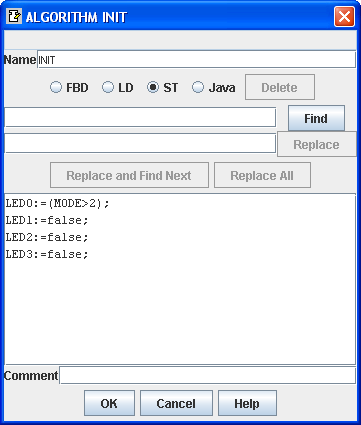 ALGORITHM INIT
Name INIT
FBD LD ST Java Delete
Find
Replace
Replace and Find Next Replace All
LED0:=(MODE>2);
LED1:=false;
LED2:=false;
LED3:=false;
Comment
OK Cancel Help